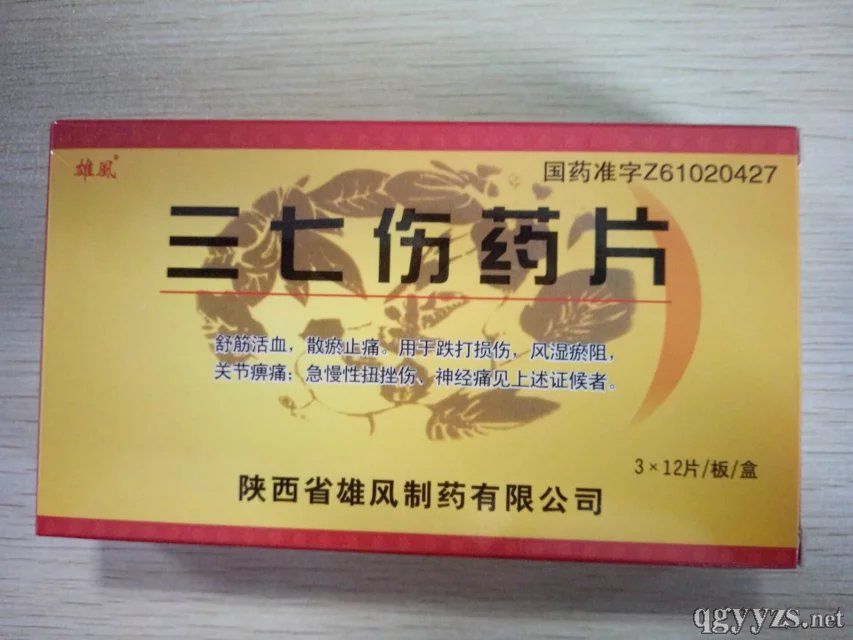 雄風®
国药准字Z61020427
三七伤药片
舒筋活血，散瘀止痛。用于跌打损伤，风湿瘀阻，
关节痹痛；急慢性扭挫伤、神经痛见上述证候者。
3×12片/板/盒
陕西省雄风制药有限公司
qgyyzs.net